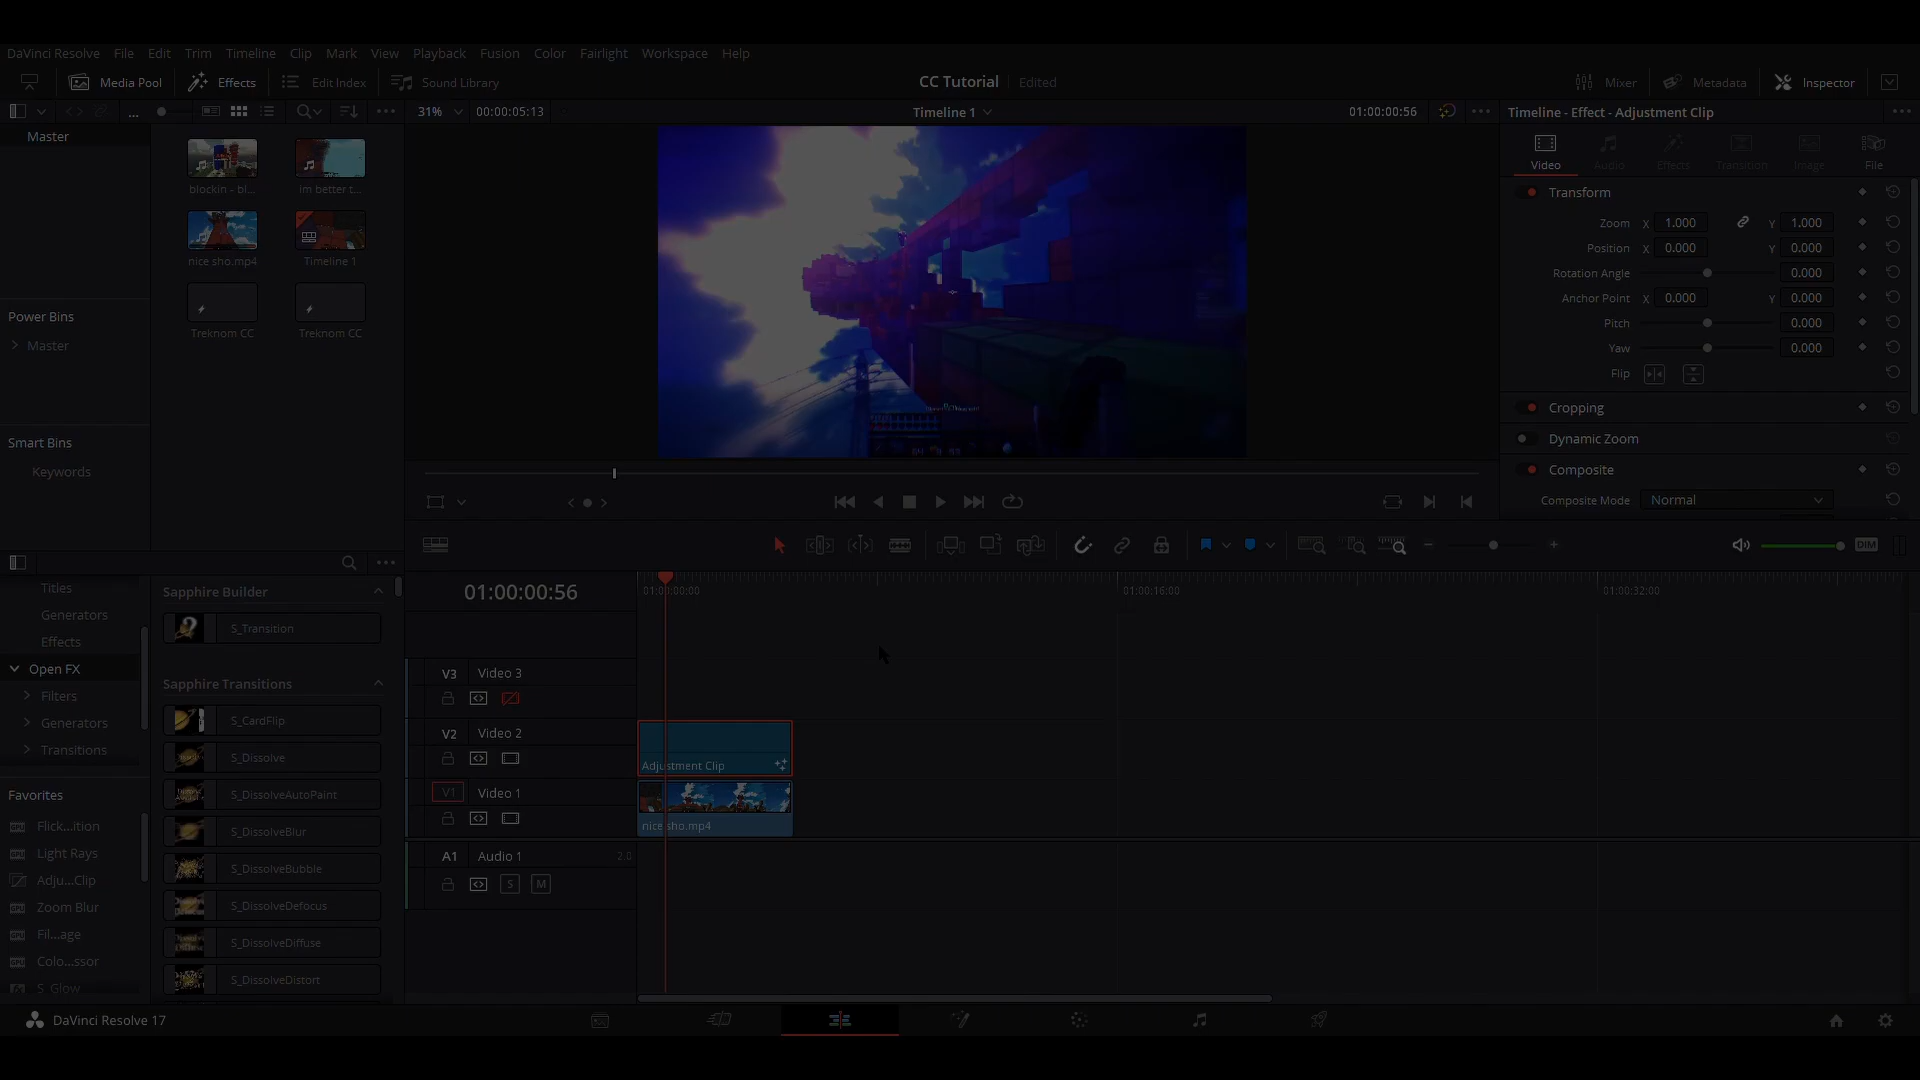 DaVinci Resolve File Edit Trim Timeline Clip Mark View Playback Fusion Color Fairlight Workspace Help
Media Pool Effects Edit Index Sound Library CC Tutorial Edited Mixer Metadata Inspector
31% 00:00:05:13 Timeline 1 01:00:00:56 Timeline - Effect - Adjustment Clip
Master
Video Audio Effects Transition Image File
blockin - bl... im better t...
Transform
Zoom X 1.000 Y 1.000
Position X 0.000 Y 0.000
nice sho.mp4 Timeline 1
Rotation Angle 0.000
Anchor Point X 0.000 Y 0.000
Power Bins
Pitch 0.000
Treknom CC Treknom CC
Master
Yaw 0.000
Flip
Cropping
Smart Bins
Dynamic Zoom
Keywords
Composite
Composite Mode Normal
DIM
Titles
Generators
Effects
Open FX
Filters
Generators
Transitions
Favorites
Flick...ition
Light Rays
Adju...Clip
Zoom Blur
Fil...age
Colo...ssor
S_Glow
Sapphire Builder
S_Transition
Sapphire Transitions
S_CardFlip
S_Dissolve
S_DissolveAutoPaint
S_DissolveBlur
S_DissolveBubble
S_DissolveDefocus
S_DissolveDiffuse
S_DissolveDistort
01:00:00:56 01:00:00:00 01:00:16:00 01:00:32:00
V3 Video 3
V2 Video 2
Adjustment Clip
V1 Video 1
nice sho.mp4
A1 Audio 1 2.0
S M
DaVinci Resolve 17